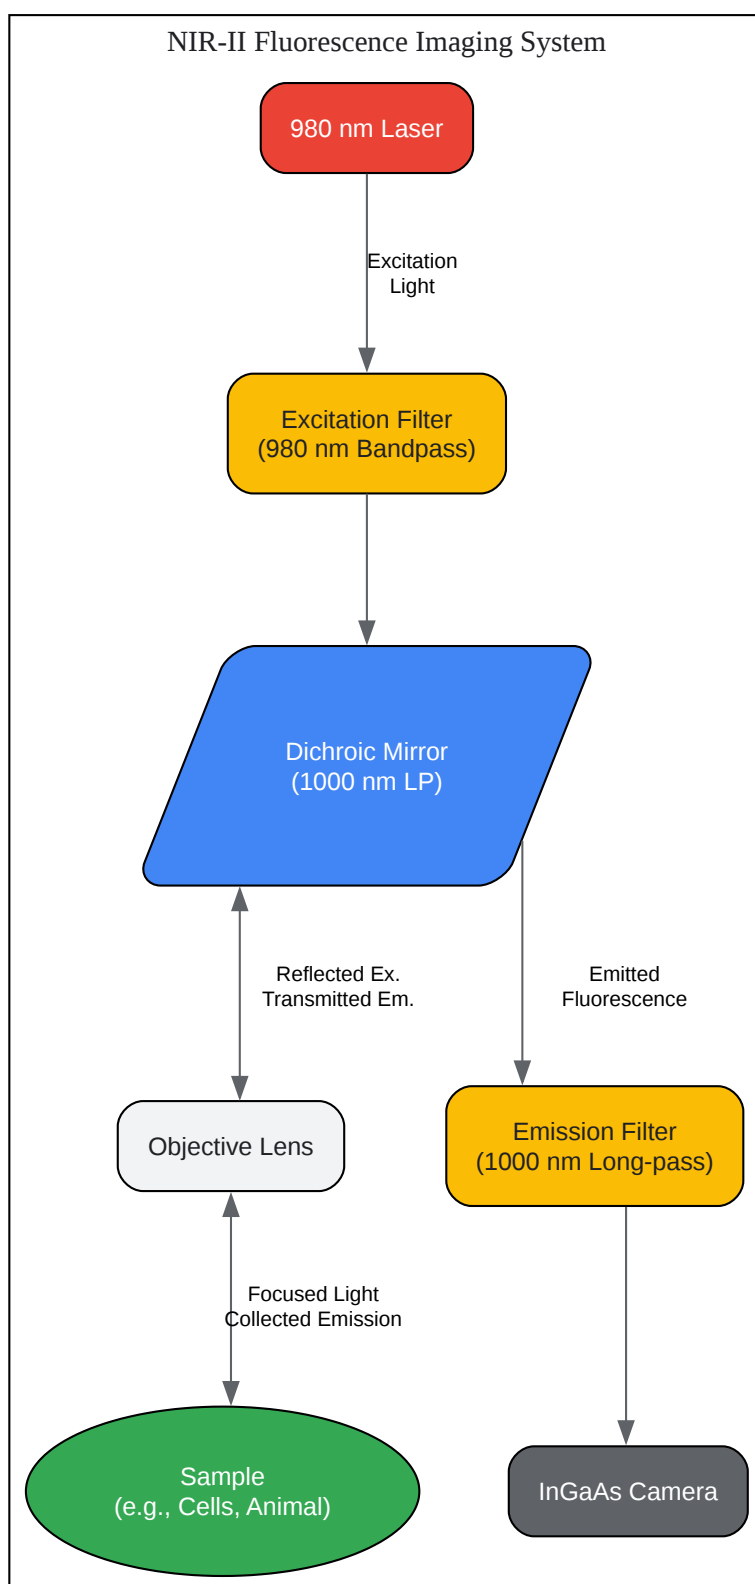 NIR-II Fluorescence Imaging System
980 nm Laser
Excitation
Light
Excitation Filter
(980 nm Bandpass)
Dichroic Mirror
(1000 nm LP)
Reflected Ex.
Transmitted Em.
Emitted
Fluorescence
Objective Lens
Emission Filter
(1000 nm Long-pass)
Focused Light
Collected Emission
Sample
(e.g., Cells, Animal)
InGaAs Camera